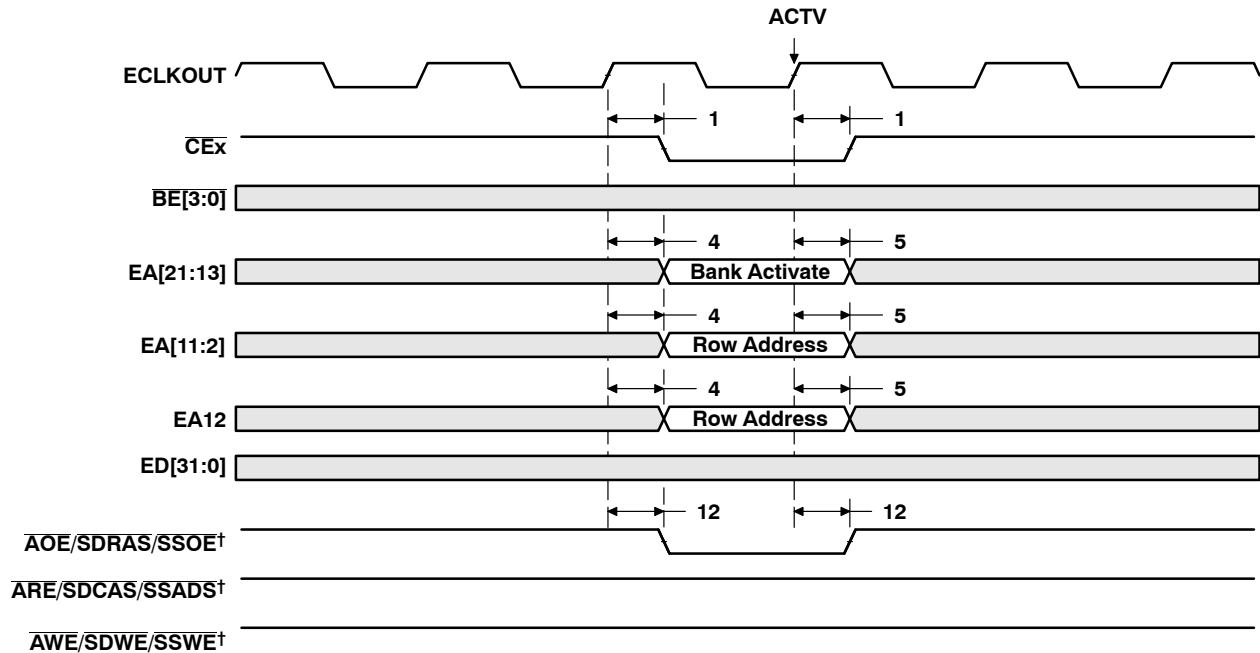 ACTV
ECLKOUT
1 1
CEx
BE[3:0]
4 5
EA[21:13] Bank Activate
4 5
EA[11:2] Row Address
4 5
EA12 Row Address
ED[31:0]
12 12
AOE/SDRAS/SSOE†
ARE/SDCAS/SSADS†
AWE/SDWE/SSWE†